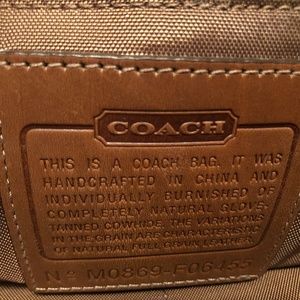 COACH
THIS IS A COACH BAG. IT WAS
HANDCRAFTED IN CHINA AND
INDIVIDUALLY BURNISHED OF
COMPLETELY NATURAL GLOVE-
TANNED COWHIDE. THE VARIATIONS
IN THE GRAIN ARE CHARACTERISTIC
OF NATURAL FULL GRAIN LEATHER.
Nº M0869-F06455